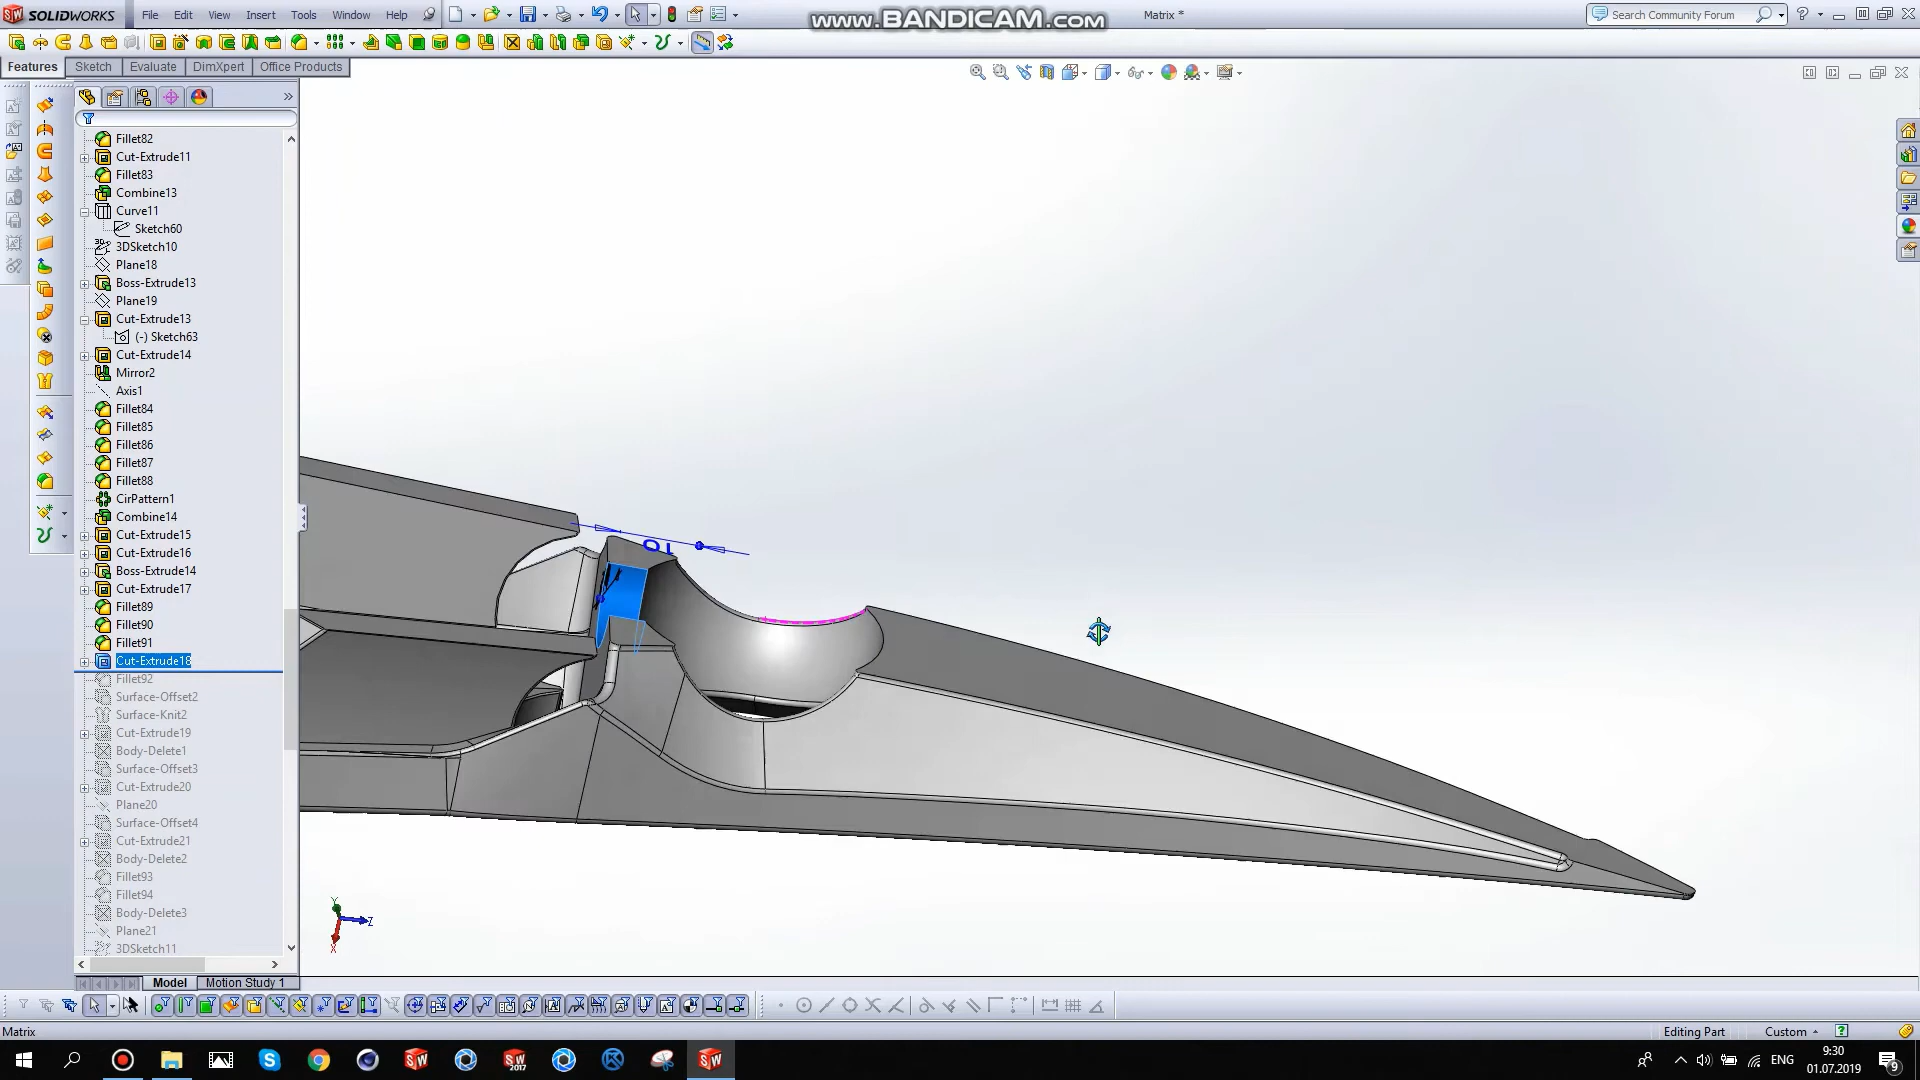 SOLIDWORKS
File Edit View Insert Tools Window Help
www.BANDICAM.com
Matrix *
Search Community Forum
Features Sketch Evaluate DimXpert Office Products
Fillet82
Cut-Extrude11
Fillet83
Combine13
Curve11
Sketch60
3DSketch10
Plane18
Boss-Extrude13
Plane19
Cut-Extrude13
(-) Sketch63
Cut-Extrude14
Mirror2
Axis1
Fillet84
Fillet85
Fillet86
Fillet87
Fillet88
CirPattern1
Combine14
Cut-Extrude15
Cut-Extrude16
Boss-Extrude14
Cut-Extrude17
Fillet89
Fillet90
Fillet91
Cut-Extrude18
Fillet92
Surface-Offset2
Surface-Knit2
Cut-Extrude19
Body-Delete1
Surface-Offset3
Cut-Extrude20
Plane20
Surface-Offset4
Cut-Extrude21
Body-Delete2
Fillet93
Fillet94
Body-Delete3
Plane21
3DSketch11
10
Y
Z
X
Model Motion Study 1
Matrix
Editing Part Custom
ENG
9:30
01.07.2019
9